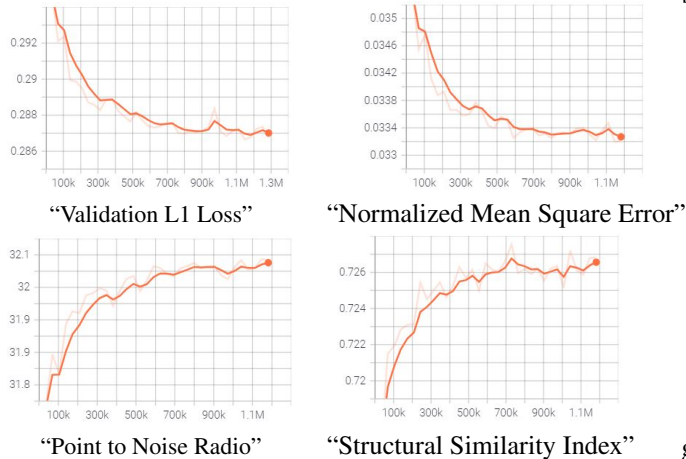 0.292
0.29
0.288
0.286
100k 300k 500k 700k 900k 1.1M 1.3M
“Validation L1 Loss”
0.035
0.0346
0.0342
0.0338
0.0334
0.033
100k 300k 500k 700k 900k 1.1M
“Normalized Mean Square Error”
32.1
32
31.9
31.9
31.8
100k 300k 500k 700k 900k 1.1M
“Point to Noise Radio”
0.726
0.724
0.722
0.72
100k 300k 500k 700k 900k 1.1M
“Structural Similarity Index”